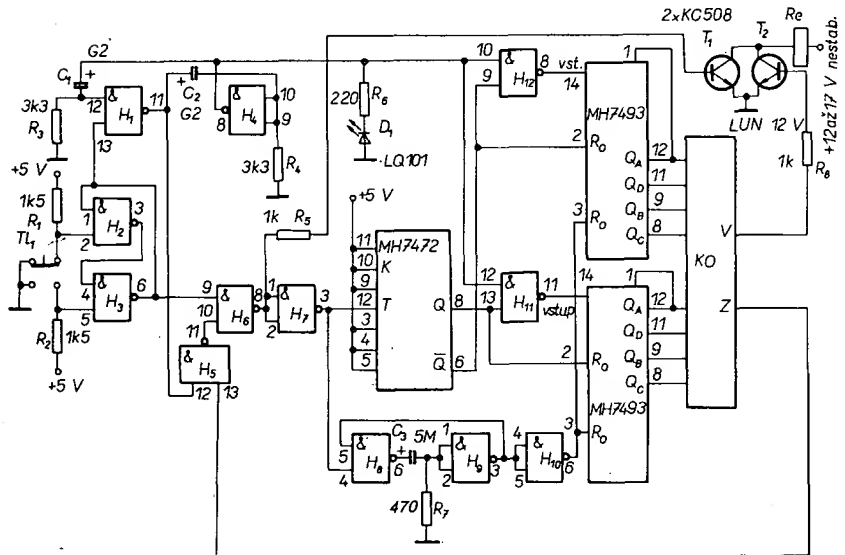 2xKC508
Re
T1
T2
+12až17 V nestab.
G2
C1
+
&
12
13
H1
11
3k3
R3
+5 V
1k5
R1
Tl1
&
1
2
H2
3
&
4
5
H3
6
R2
1k5
+5 V
+
C2
G2
&
8
H4
10
9
3k3
R4
220
R6
D1
LQ101
1k
R5
&
9
10
H6
8
&
1
2
H7
3
11
&
H5
12
13
+5 V
MH7472
11
10
K
9
12
T
3
4
5
Q
8
Q
6
10
9
&
H12
8
vst.
14
1
MH7493
2
R0
3
R0
QA
12
QD
11
QB
9
QC
8
12
13
&
H11
11
vstup
14
1
2
R0
MH7493
3
R0
QA
12
QD
11
QB
9
QC
8
KO
V
Z
LUN
12 V
1k
R8
&
5
4
H8
6
C3
+
5M
470
R7
&
1
2
H9
3
&
4
5
H10
6